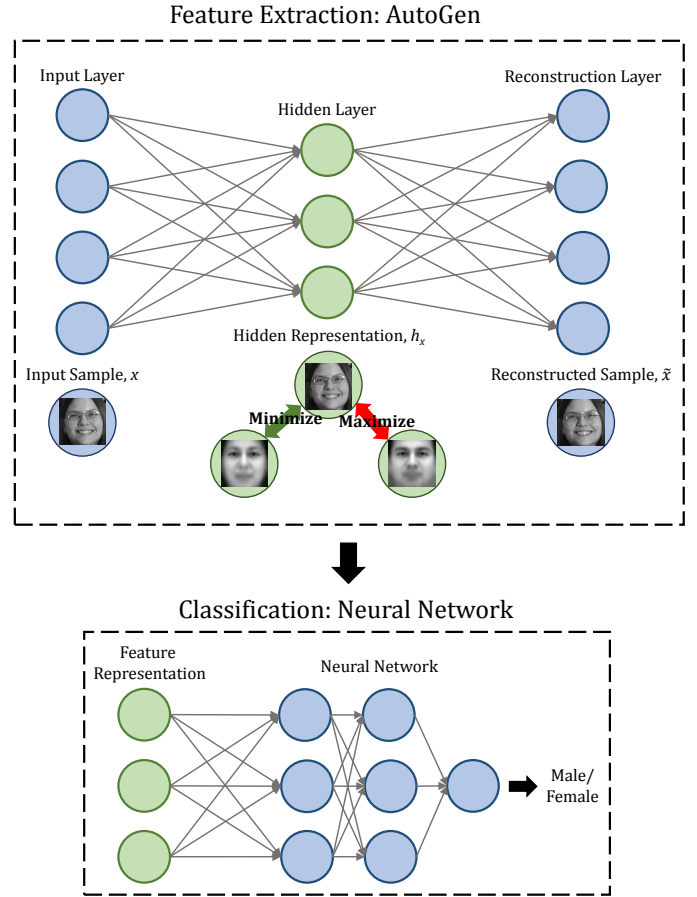 Feature Extraction: AutoGen
Input Layer
Reconstruction Layer
Hidden Layer
Hidden Representation, hₓ
Input Sample, x
Reconstructed Sample, x̃
Minimize
Maximize
Classification: Neural Network
Feature
Representation
Neural Network
Male/
Female